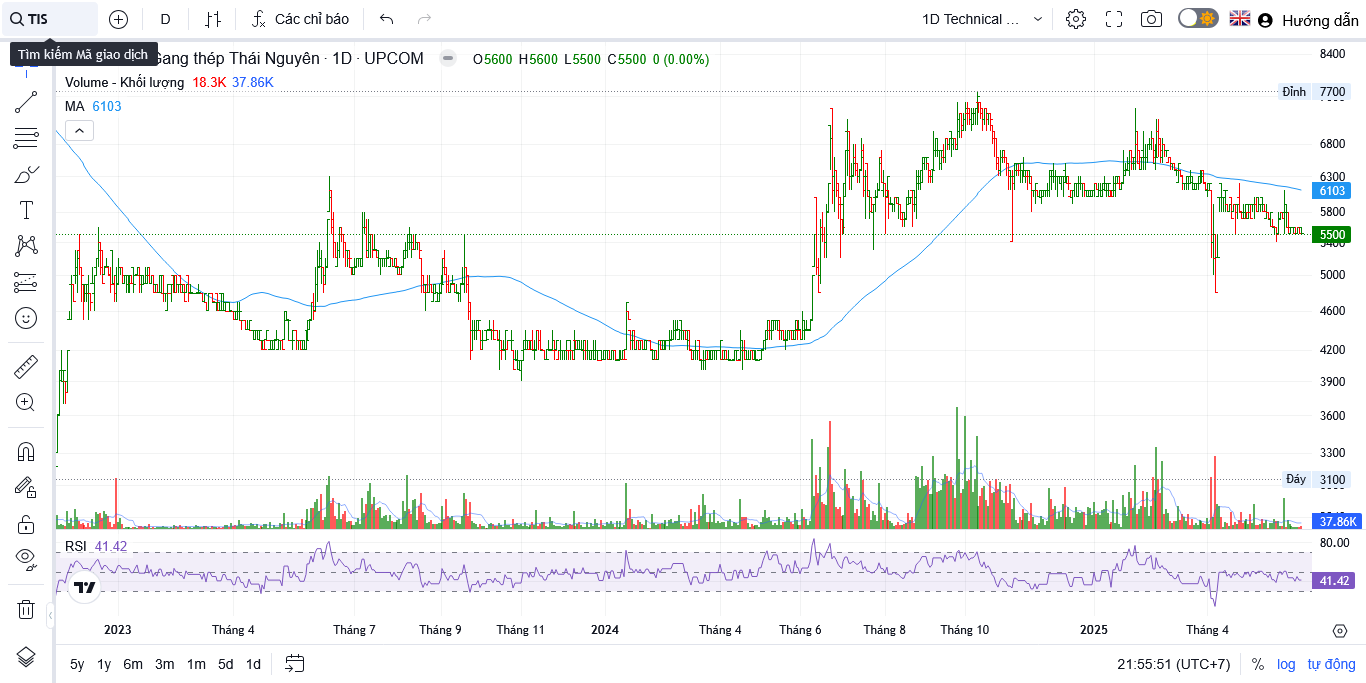 TIS
D
Các chỉ báo
1D Technical ...
Hướng dẫn
Tìm kiếm Mã giao dịch
Gang thép Thái Nguyên · 1D · UPCOM
O5600 H5600 L5500 C5500 0 (0.00%)
Volume - Khối lượng 18.3K 37.86K
MA 6103
8400
Đỉnh 7700
6800
6300
6103
5800
5500
5400
5000
4600
4200
3900
3600
3300
Đáy 3100
37.86K
RSI 41.42
80.00
41.42
2023 Tháng 4 Tháng 7 Tháng 9 Tháng 11 2024 Tháng 4 Tháng 6 Tháng 8 Tháng 10 2025 Tháng 4
5y 1y 6m 3m 1m 5d 1d
21:55:51 (UTC+7) % log tự động